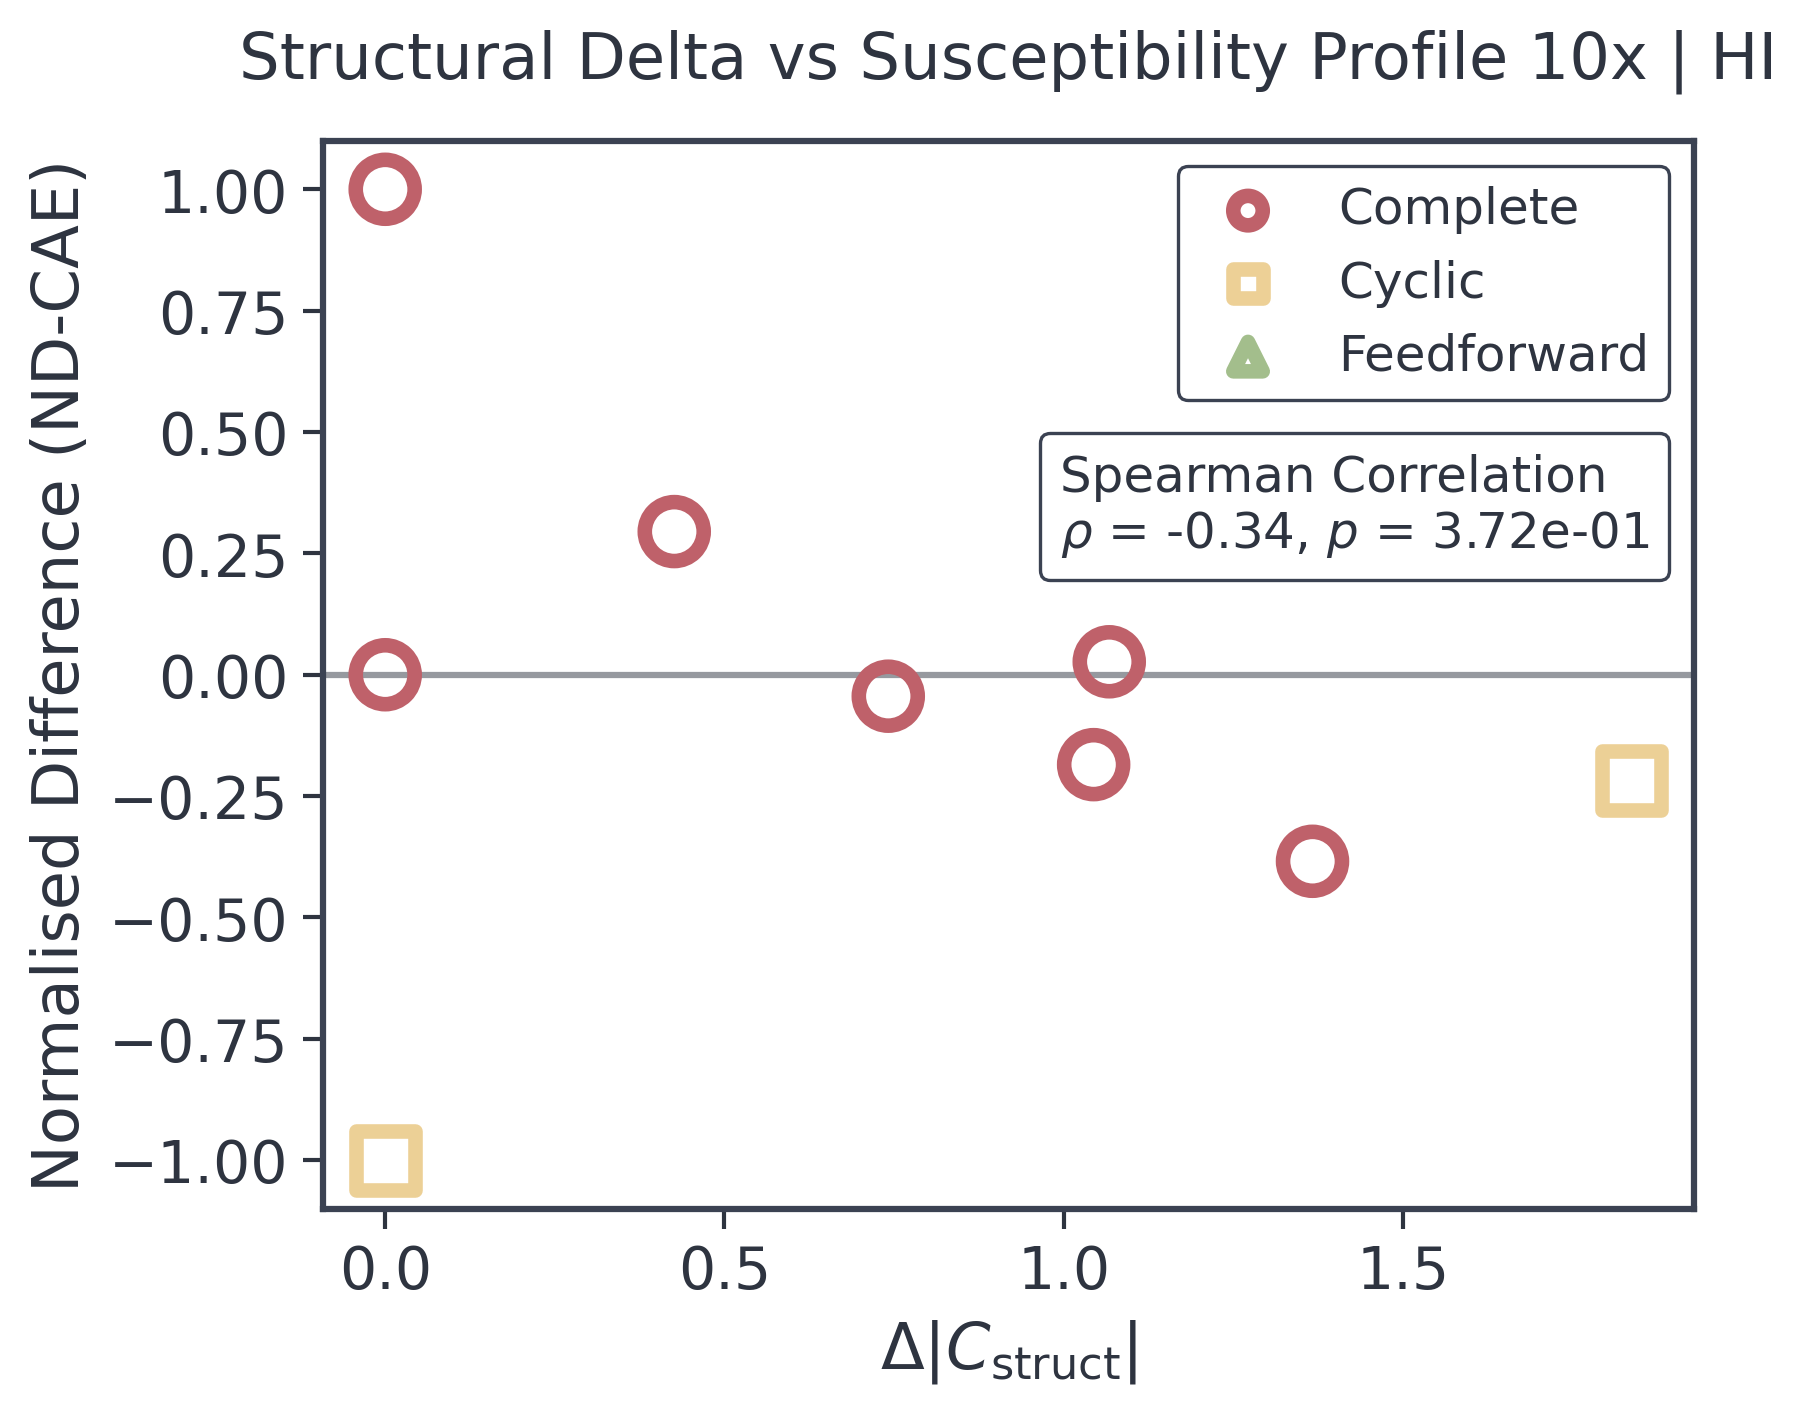 Structural Delta vs Susceptibility Profile 10x | HI
Normalised Difference (ND-CAE)
1.00
0.75
0.50
0.25
0.00
−0.25
−0.50
−0.75
−1.00
Complete
Cyclic
Feedforward
Spearman Correlation
ρ = -0.34, p = 3.72e-01
0.0 0.5 1.0 1.5
Δ|C_struct|